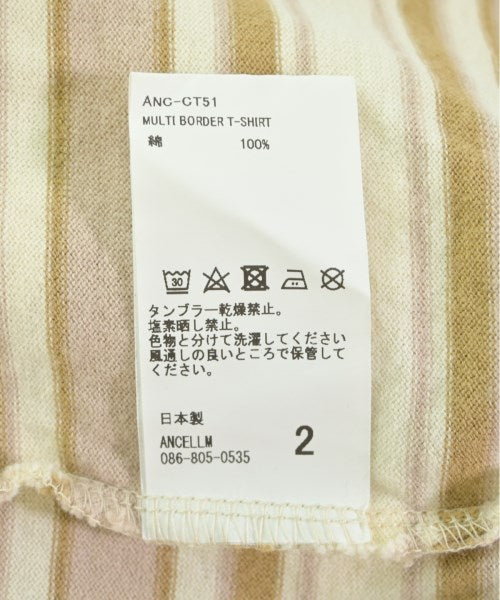 ANC-CT51
MULTI BORDER T-SHIRT
綿 100%
30
タンブラー乾燥禁止。
塩素晒し禁止。
色物と分けて洗濯してください
風通しの良いところで保管して
ください。
日本製
ANCELLM 2
086-805-0535